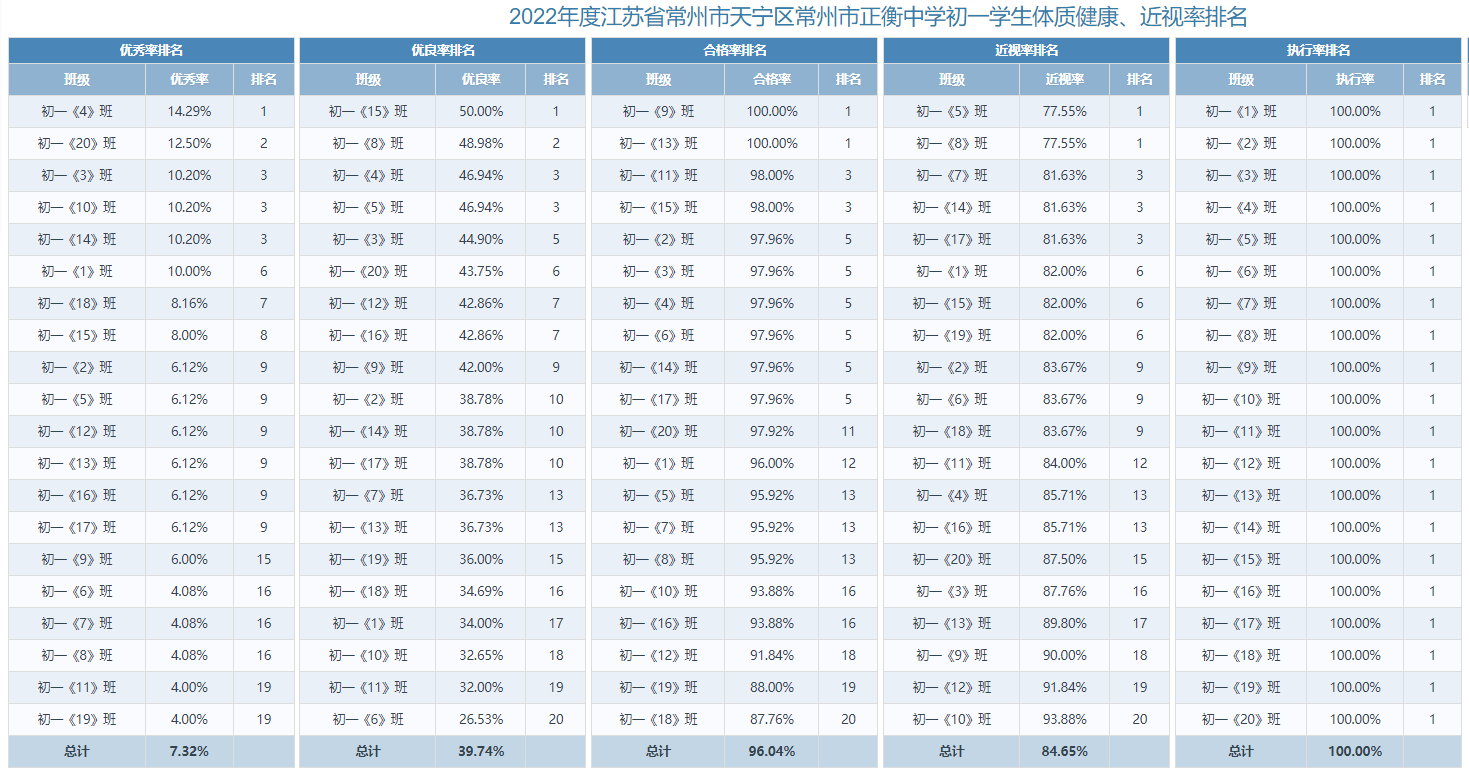 2022年度江苏省常州市天宁区常州市正衡中学初一学生体质健康、近视率排名
优秀率排名 优良率排名 合格率排名 近视率排名 执行率排名
班级 优秀率 排名 班级 优良率 排名 班级 合格率 排名 班级 近视率 排名 班级 执行率 排名
初一《4》班 14.29% 1 初一《15》班 50.00% 1 初一《9》班 100.00% 1 初一《5》班 77.55% 1 初一《1》班 100.00% 1
初一《20》班 12.50% 2 初一《8》班 48.98% 2 初一《13》班 100.00% 1 初一《8》班 77.55% 1 初一《2》班 100.00% 1
初一《3》班 10.20% 3 初一《4》班 46.94% 3 初一《11》班 98.00% 3 初一《7》班 81.63% 3 初一《3》班 100.00% 1
初一《10》班 10.20% 3 初一《5》班 46.94% 3 初一《15》班 98.00% 3 初一《14》班 81.63% 3 初一《4》班 100.00% 1
初一《14》班 10.20% 3 初一《3》班 44.90% 5 初一《2》班 97.96% 5 初一《17》班 81.63% 3 初一《5》班 100.00% 1
初一《1》班 10.00% 6 初一《20》班 43.75% 6 初一《3》班 97.96% 5 初一《1》班 82.00% 6 初一《6》班 100.00% 1
初一《18》班 8.16% 7 初一《12》班 42.86% 7 初一《4》班 97.96% 5 初一《15》班 82.00% 6 初一《7》班 100.00% 1
初一《15》班 8.00% 8 初一《16》班 42.86% 7 初一《6》班 97.96% 5 初一《19》班 82.00% 6 初一《8》班 100.00% 1
初一《2》班 6.12% 9 初一《9》班 42.00% 9 初一《14》班 97.96% 5 初一《2》班 83.67% 9 初一《9》班 100.00% 1
初一《5》班 6.12% 9 初一《2》班 38.78% 10 初一《17》班 97.96% 5 初一《6》班 83.67% 9 初一《10》班 100.00% 1
初一《12》班 6.12% 9 初一《14》班 38.78% 10 初一《20》班 97.92% 11 初一《18》班 83.67% 9 初一《11》班 100.00% 1
初一《13》班 6.12% 9 初一《17》班 38.78% 10 初一《1》班 96.00% 12 初一《11》班 84.00% 12 初一《12》班 100.00% 1
初一《16》班 6.12% 9 初一《7》班 36.73% 13 初一《5》班 95.92% 13 初一《4》班 85.71% 13 初一《13》班 100.00% 1
初一《17》班 6.12% 9 初一《13》班 36.73% 13 初一《7》班 95.92% 13 初一《16》班 85.71% 13 初一《14》班 100.00% 1
初一《9》班 6.00% 15 初一《19》班 36.00% 15 初一《8》班 95.92% 13 初一《20》班 87.50% 15 初一《15》班 100.00% 1
初一《6》班 4.08% 16 初一《18》班 34.69% 16 初一《10》班 93.88% 16 初一《3》班 87.76% 16 初一《16》班 100.00% 1
初一《7》班 4.08% 16 初一《1》班 34.00% 17 初一《16》班 93.88% 16 初一《13》班 89.80% 17 初一《17》班 100.00% 1
初一《8》班 4.08% 16 初一《10》班 32.65% 18 初一《12》班 91.84% 18 初一《9》班 90.00% 18 初一《18》班 100.00% 1
初一《11》班 4.00% 19 初一《11》班 32.00% 19 初一《19》班 88.00% 19 初一《12》班 91.84% 19 初一《19》班 100.00% 1
初一《19》班 4.00% 19 初一《6》班 26.53% 20 初一《18》班 87.76% 20 初一《10》班 93.88% 20 初一《20》班 100.00% 1
总计 7.32% 总计 39.74% 总计 96.04% 总计 84.65% 总计 100.00%